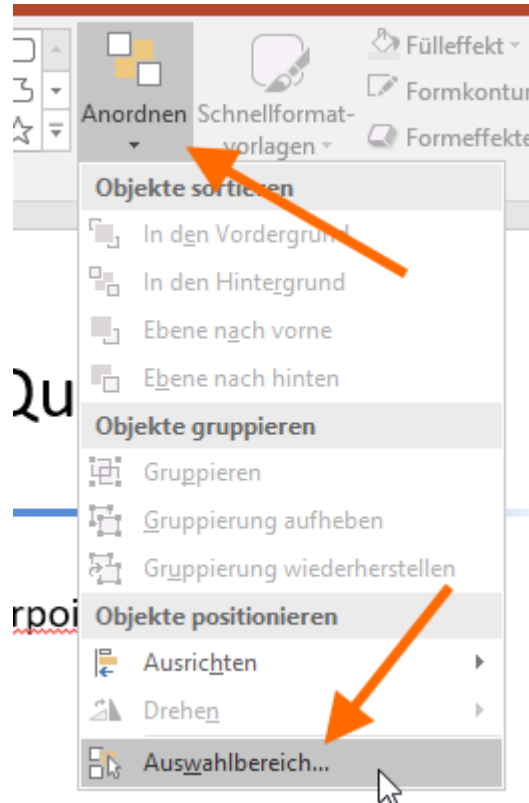 Fülleffekt
Formkontur
Anordnen Schnellformat-
vorlagen
Formeffekte
Objekte sortieren
In den Vordergrund
In den Hintergrund
Ebene nach vorne
Ebene nach hinten
Qu
Objekte gruppieren
Gruppieren
Gruppierung aufheben
Gruppierung wiederherstellen
rpoi
Objekte positionieren
Ausrichten
Drehen
Auswahlbereich...